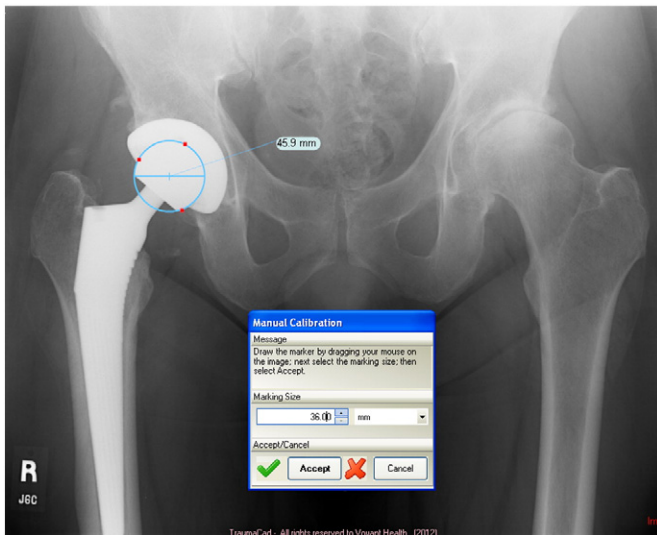 45.9 mm
Manual Calibration
Message
Draw the marker by dragging your mouse on
the image; next select the marking size; then
select Accept.
Marking Size
36.00 mm
Accept/Cancel
Accept Cancel
R
JGC
TraumaCad - All rights reserved to Voyant Health, (2012)